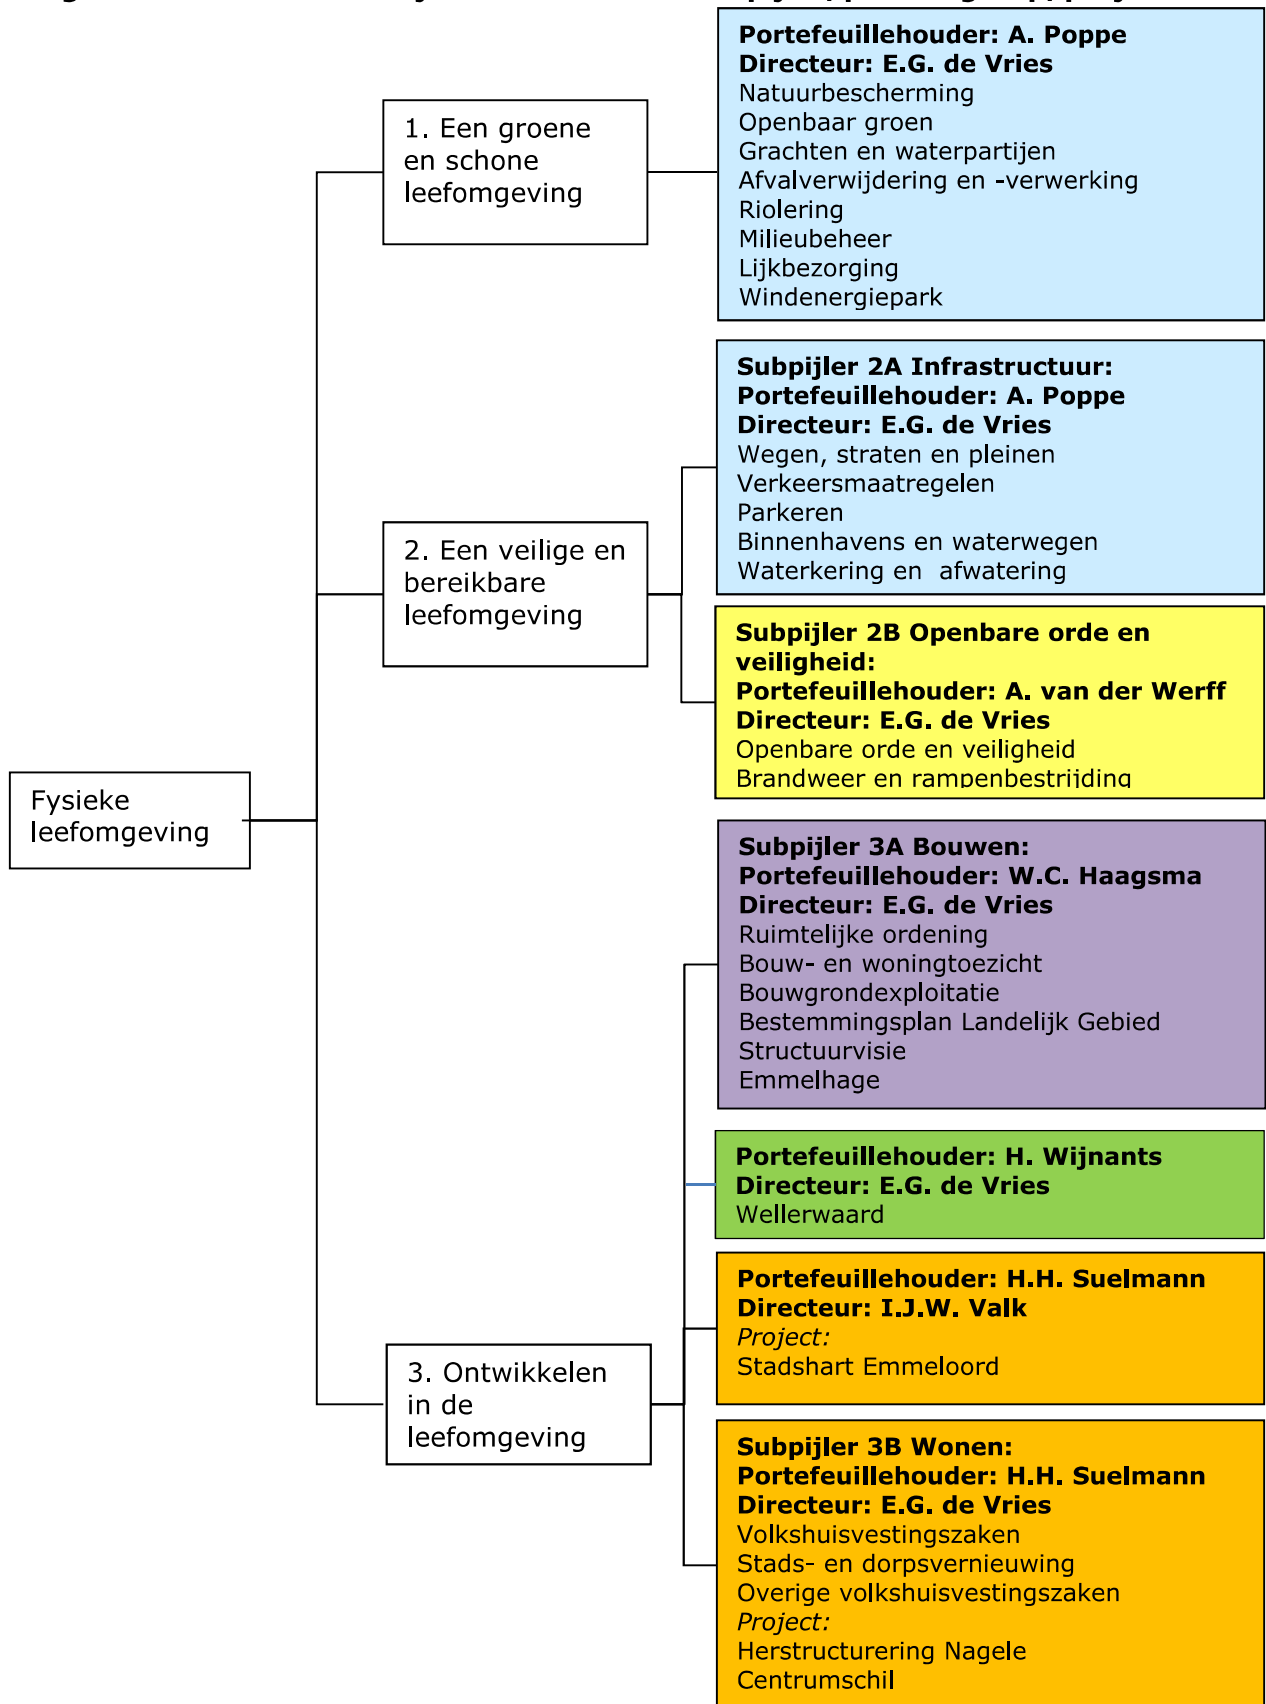 Portefeuillehouder: A. Poppe
Directeur: E.G. de Vries
Natuurbescherming
Openbaar groen
Grachten en waterpartijen
Afvalverwijdering en -verwerking
Riolering
Milieubeheer
Lijkbezorging
Windenergiepark
1. Een groene
en schone
leefomgeving
Subpijler 2A Infrastructuur:
Portefeuillehouder: A. Poppe
Directeur: E.G. de Vries
Wegen, straten en pleinen
Verkeersmaatregelen
Parkeren
Binnenhavens en waterwegen
Waterkering en  afwatering
2. Een veilige en
bereikbare
leefomgeving
Subpijler 2B Openbare orde en
veiligheid:
Portefeuillehouder: A. van der Werff
Directeur: E.G. de Vries
Openbare orde en veiligheid
Brandweer en rampenbestrijding
Fysieke
leefomgeving
Subpijler 3A Bouwen:
Portefeuillehouder: W.C. Haagsma
Directeur: E.G. de Vries
Ruimtelijke ordening
Bouw- en woningtoezicht
Bouwgrondexploitatie
Bestemmingsplan Landelijk Gebied
Structuurvisie
Emmelhage
Portefeuillehouder: H. Wijnants
Directeur: E.G. de Vries
Wellerwaard
Portefeuillehouder: H.H. Suelmann
Directeur: I.J.W. Valk
Project:
Stadshart Emmeloord
3. Ontwikkelen
in de
leefomgeving
Subpijler 3B Wonen:
Portefeuillehouder: H.H. Suelmann
Directeur: E.G. de Vries
Volkshuisvestingszaken
Stads- en dorpsvernieuwing
Overige volkshuisvestingszaken
Project:
Herstructurering Nagele
Centrumschil